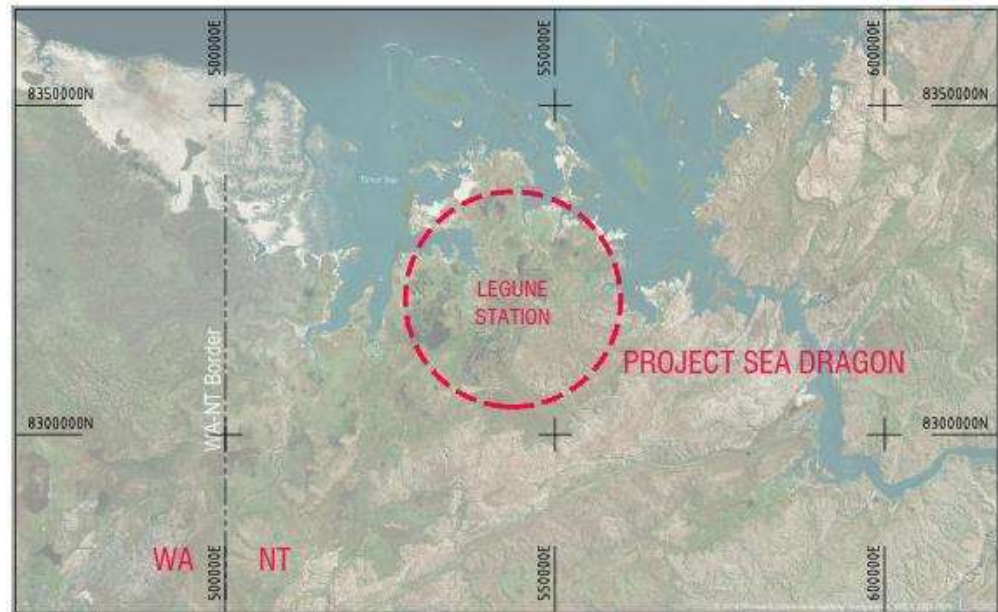 500000E
550000E
600000E
8350000N
8350000N
LEGUNE
STATION
PROJECT SEA DRAGON
WA-NT Border
8300000N
8300000N
WA
NT
500000E
550000E
600000E